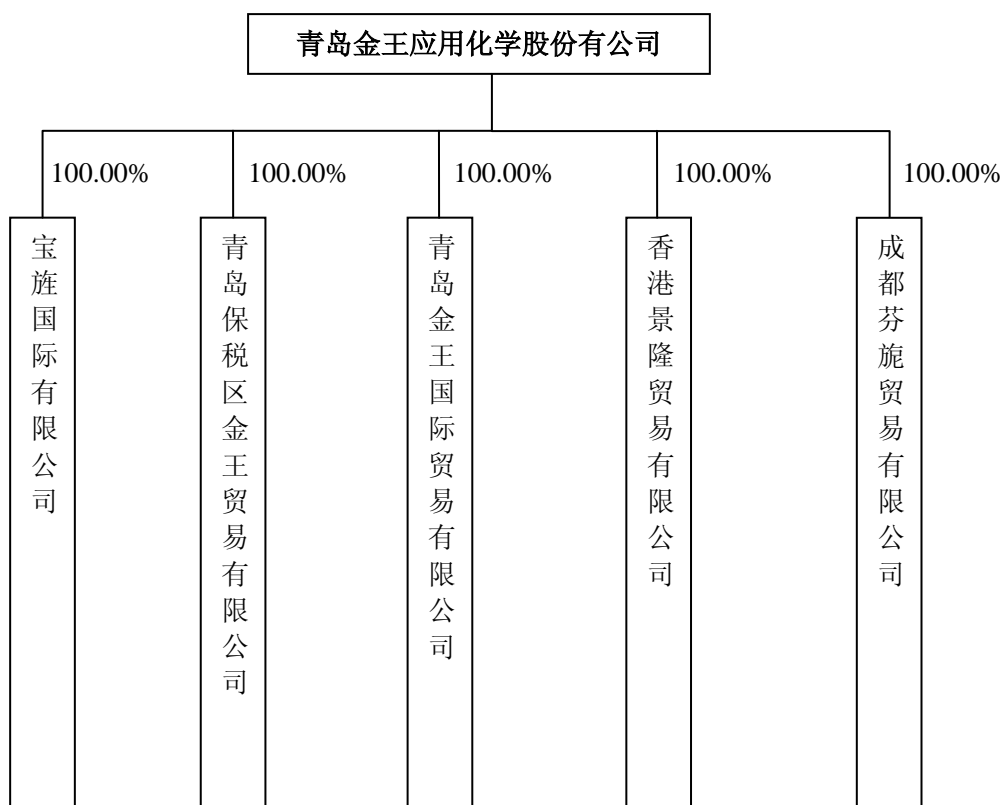 青岛金王应用化学股份有公司
100.00%
100.00%
100.00%
100.00%
100.00%
宝旌国际有限公司
青岛保税区金王贸易有限公司
青岛金王国际贸易有限公司
香港景隆贸易有限公司
成都芬旎贸易有限公司